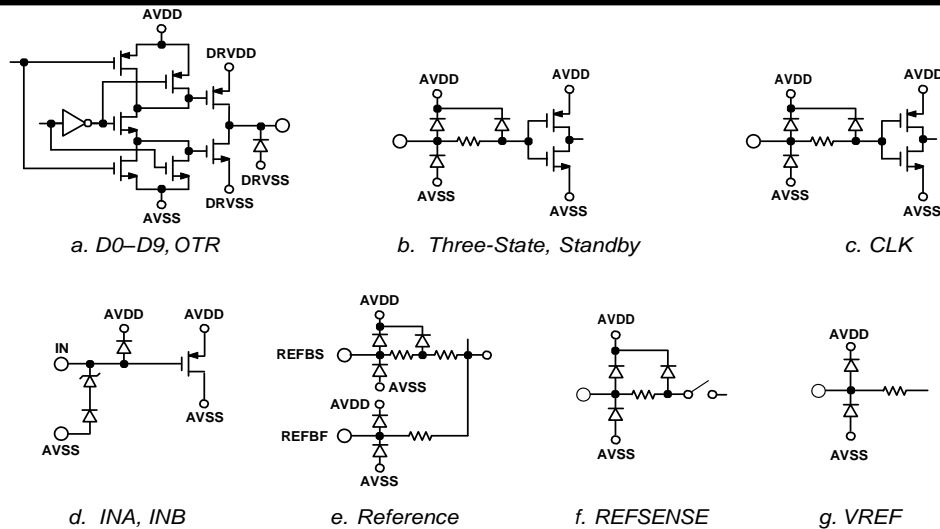 AVDD
DRVDD
DRVSS
AVSS
DRVSS
a. D0–D9, OTR
AVDD
AVDD
AVSS
AVSS
b. Three-State, Standby
AVDD
AVDD
AVSS
AVSS
c. CLK
AVDD
AVDD
IN
AVSS
AVSS
d. INA, INB
AVDD
REFBS
AVSS
AVDD
REFBF
AVSS
e. Reference
AVDD
AVSS
f. REFSENSE
AVDD
AVSS
g. VREF